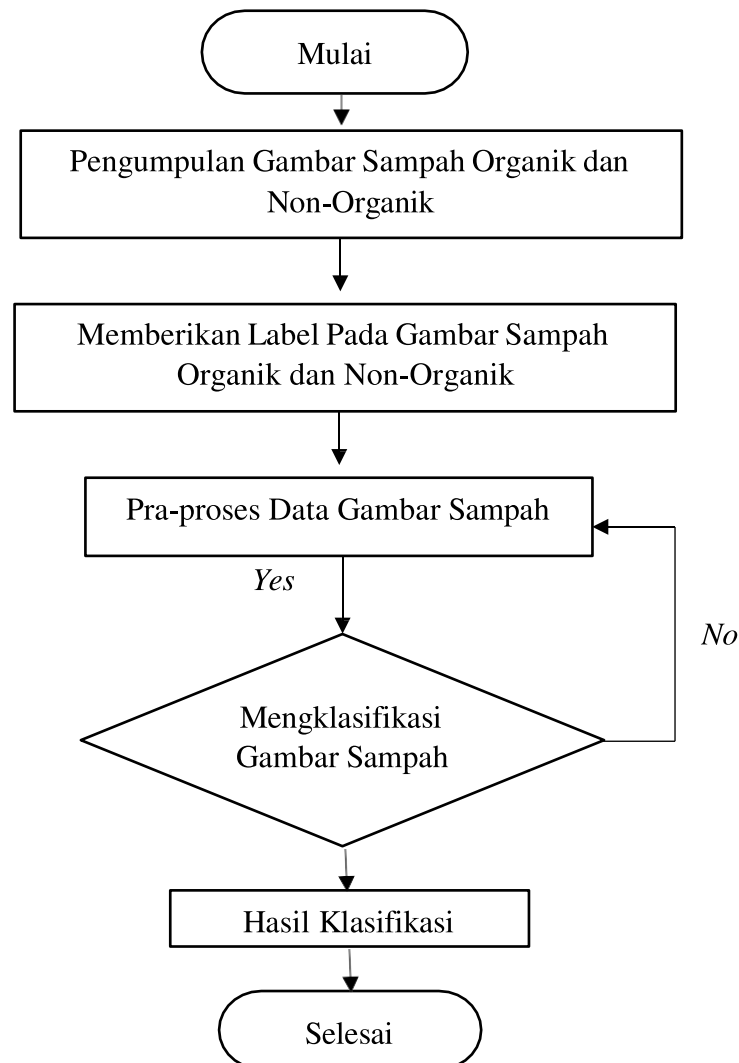 Mulai
Pengumpulan Gambar Sampah Organik dan
Non-Organik
Memberikan Label Pada Gambar Sampah
Organik dan Non-Organik
Pra-proses Data Gambar Sampah
Yes
No
Mengklasifikasi
Gambar Sampah
Hasil Klasifikasi
Selesai